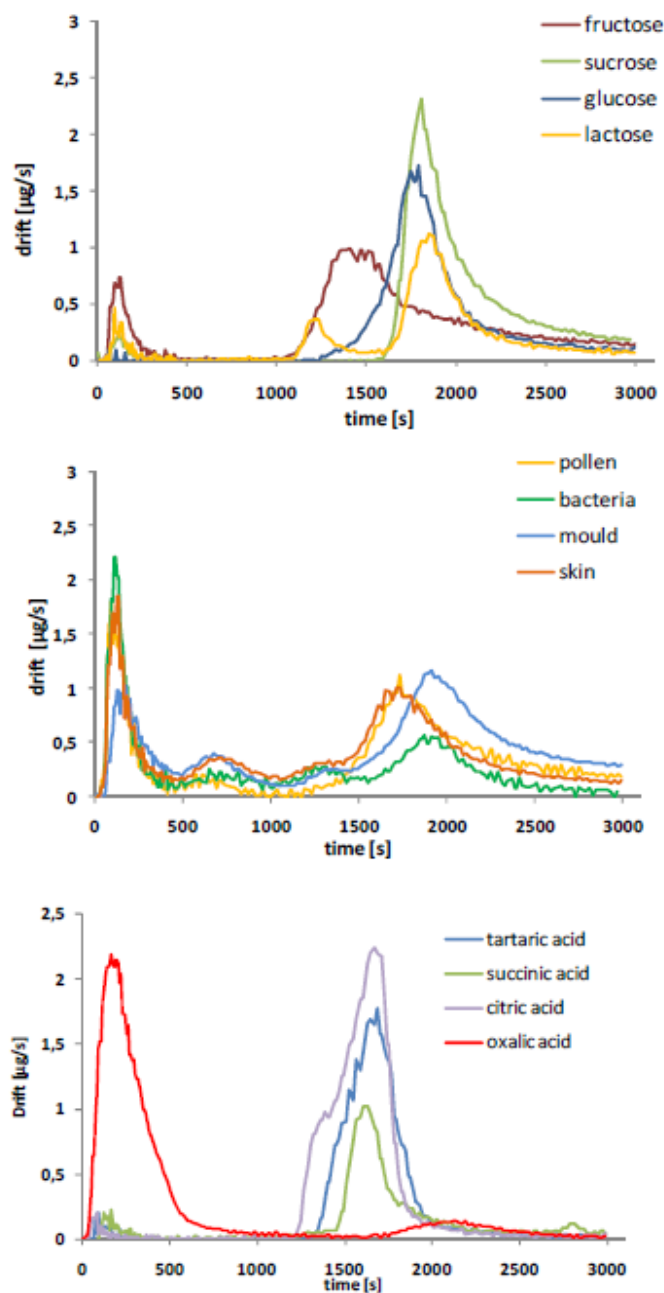 3
2,5
2
1,5
1
0,5
0
drift [µg/s]
fructose
sucrose
glucose
lactose
0 500 1000 1500 2000 2500 3000
time [s]
3
2,5
2
1,5
1
0,5
0
drift [µg/s]
pollen
bacteria
mould
skin
0 500 1000 1500 2000 2500 3000
time [s]
2,5
2
1,5
1
0,5
0
Drift [µg/s]
tartaric acid
succinic acid
citric acid
oxalic acid
0 500 1000 1500 2000 2500 3000
time [s]